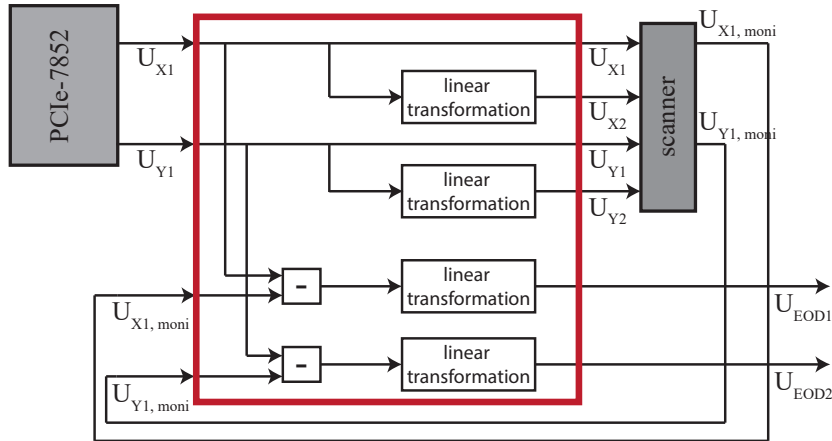 PCIe-7852
U_X1
U_Y1
linear
transformation
linear
transformation
U_X1
U_X2
U_Y1
U_Y2
scanner
U_X1, moni
U_Y1, moni
U_X1, moni
-
linear
transformation
U_EOD1
U_Y1, moni
-
linear
transformation
U_EOD2